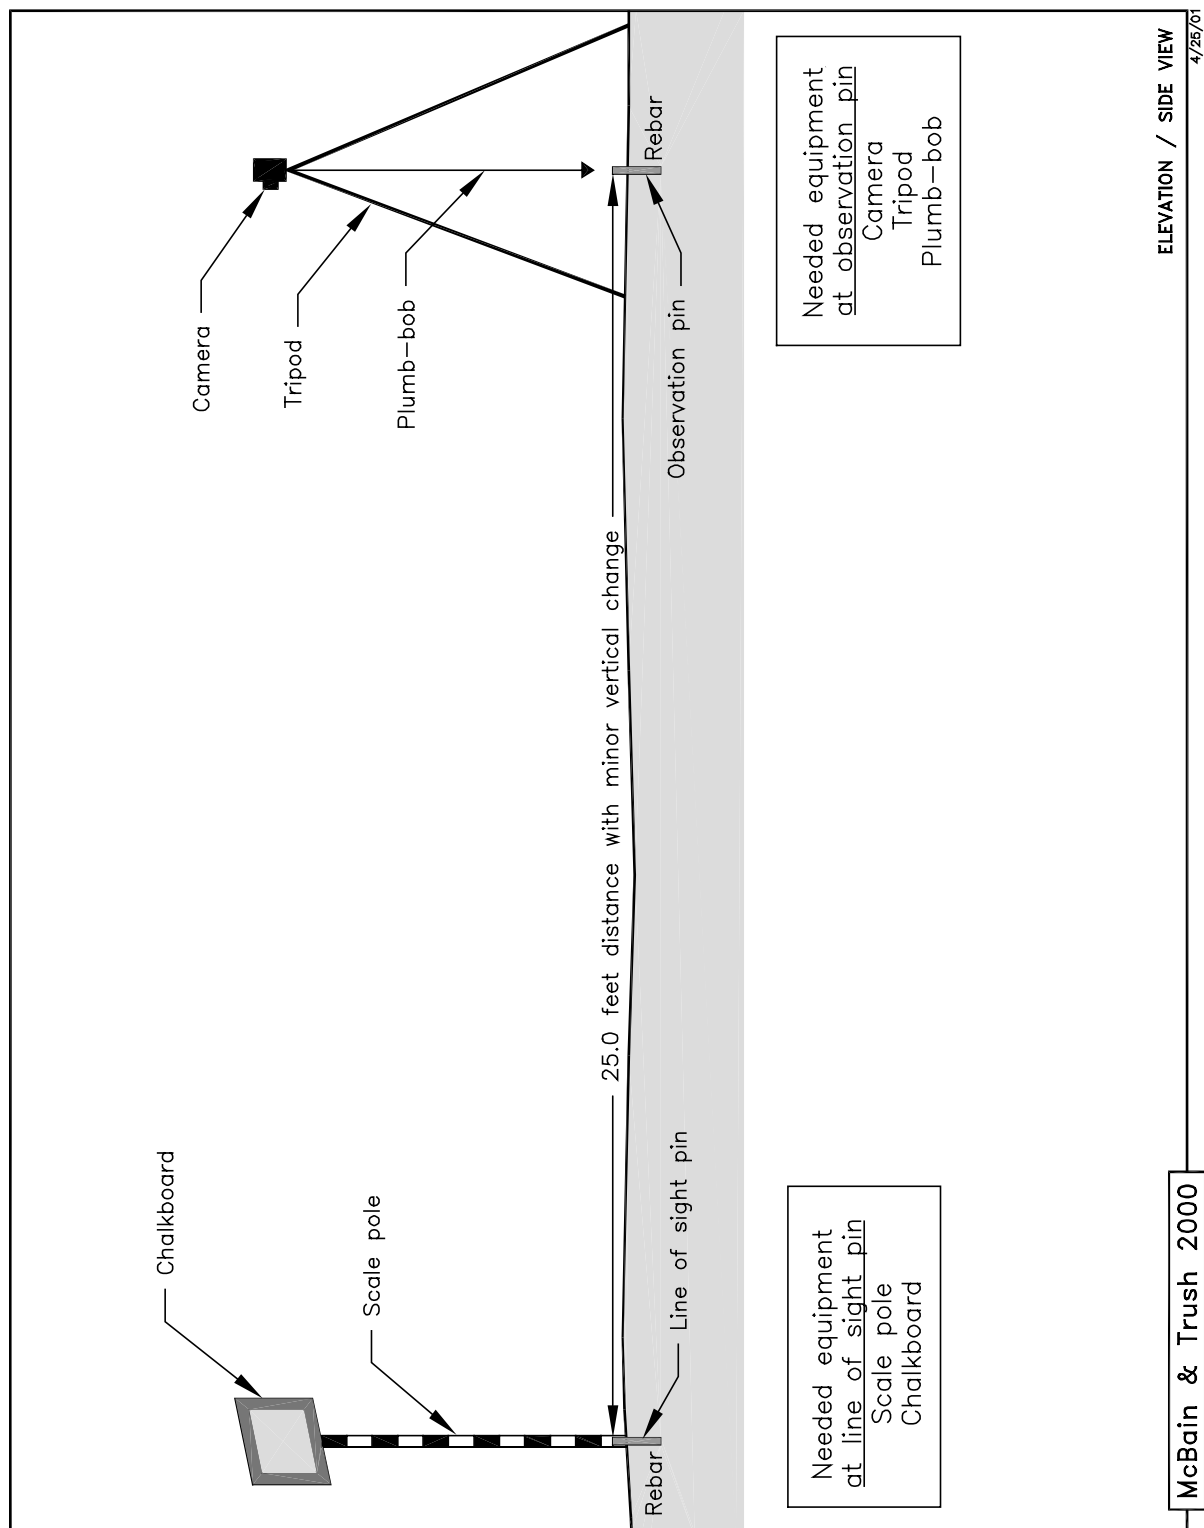 Chalkboard
Camera
Scale pole
Tripod
Plumb-bob
25.0 feet distance with minor vertical change
Rebar
Line of sight pin
Observation pin
Rebar
Needed equipment
at line of sight pin
Scale pole
Chalkboard
Needed equipment
at observation pin
Camera
Tripod
Plumb-bob
ELEVATION / SIDE VIEW
McBain & Trush 2000
4/25/01